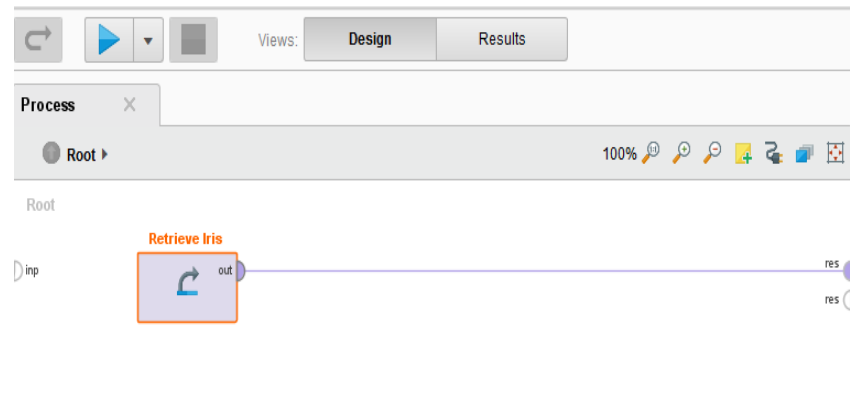 Views: Design Results
Process
Root
100%
Root
Retrieve Iris
inp out res
res